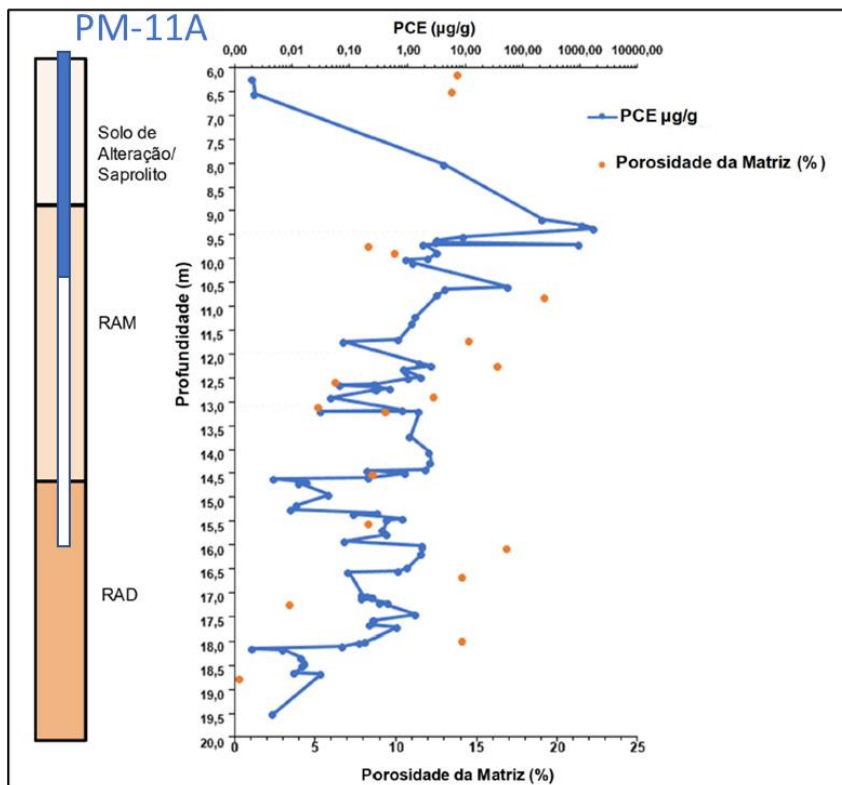 PM-11A
Solo de
Alteração/
Saprolito
RAM
RAD
PCE (µg/g)
0,00 0,01 0,10 1,00 10,00 100,00 1000,00 10000,00
Profundidade (m)
6,0
6,5
7,0
7,5
8,0
8,5
9,0
9,5
10,0
10,5
11,0
11,5
12,0
12,5
13,0
13,5
14,0
14,5
15,0
15,5
16,0
16,5
17,0
17,5
18,0
18,5
19,0
19,5
20,0
PCE µg/g
Porosidade da Matriz (%)
0 5 10 15 20 25
Porosidade da Matriz (%)